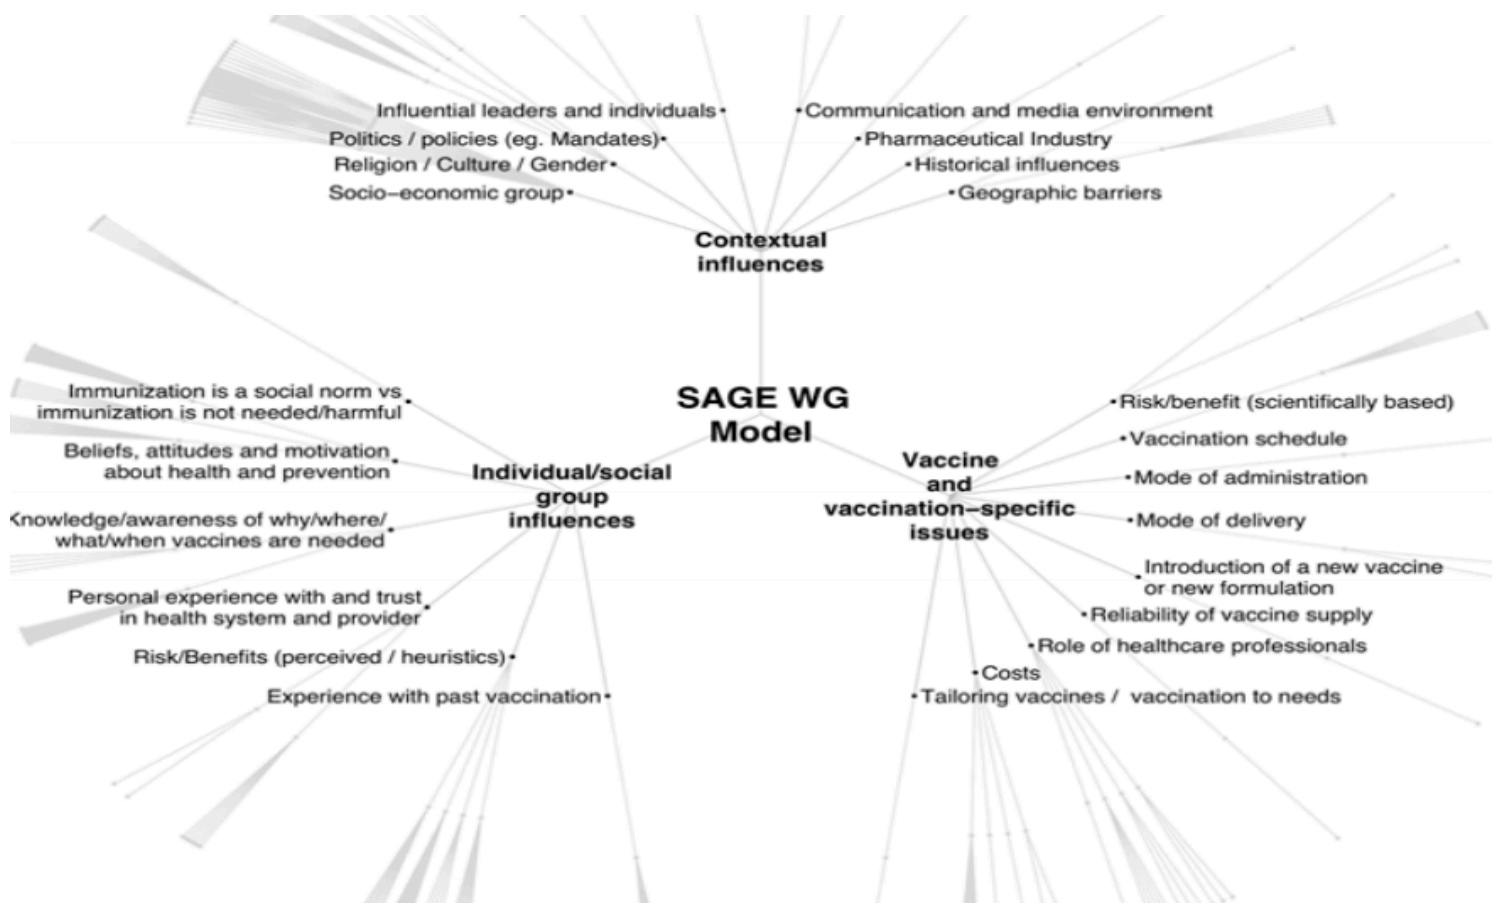 Influential leaders and individuals
Politics / policies (eg. Mandates)
Religion / Culture / Gender
Socio–economic group
Communication and media environment
Pharmaceutical Industry
Historical influences
Geographic barriers
Contextual
influences
SAGE WG
Model
Immunization is a social norm vs
immunization is not needed/harmful
Beliefs, attitudes and motivation
about health and prevention
Knowledge/awareness of why/where/
what/when vaccines are needed
Personal experience with and trust
in health system and provider
Risk/Benefits (perceived / heuristics)
Experience with past vaccination
Individual/social
group
influences
Vaccine
and
vaccination–specific
issues
Risk/benefit (scientifically based)
Vaccination schedule
Mode of administration
Mode of delivery
Introduction of a new vaccine
or new formulation
Reliability of vaccine supply
Role of healthcare professionals
Costs
Tailoring vaccines / vaccination to needs